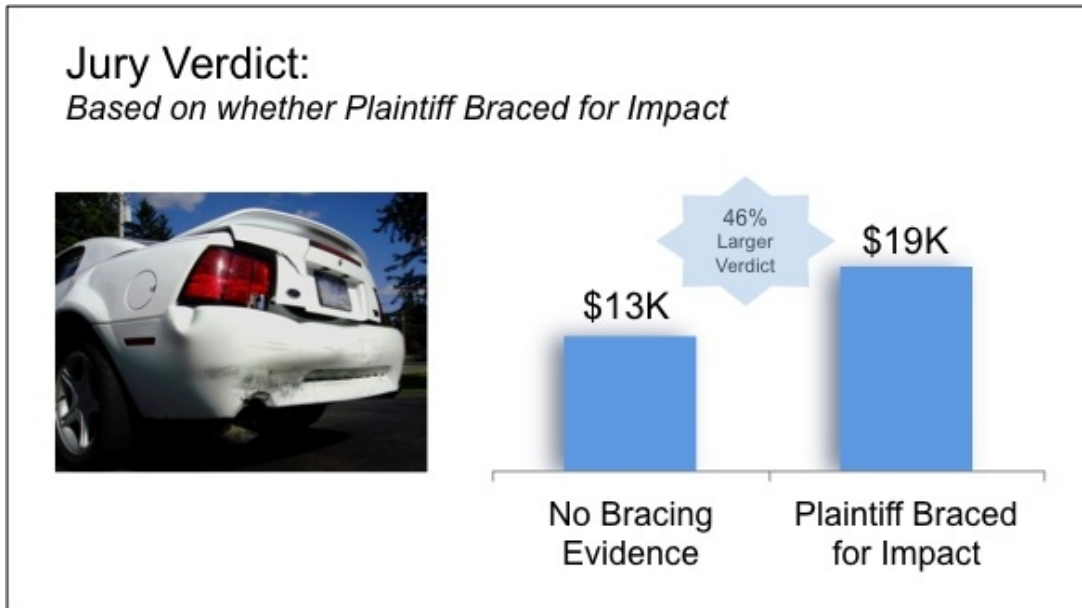 Jury Verdict:
Based on whether Plaintiff Braced for Impact
46%
Larger
Verdict
$13K
$19K
No Bracing
Evidence
Plaintiff Braced
for Impact